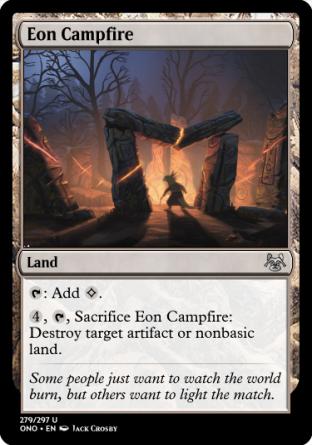 Eon Campfire
Land
: Add .
4, , Sacrifice Eon Campfire:
Destroy target artifact or nonbasic
land.
Some people just want to watch the world
burn, but others want to light the match.
279/297 U
ONO • EN Jack Crosby